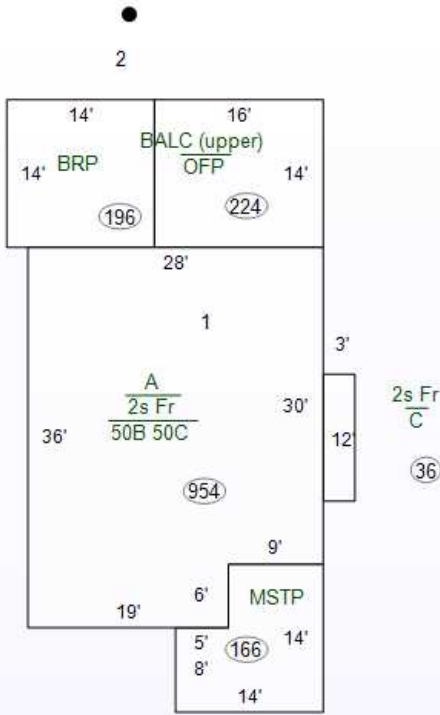 2
14'
16'
BALC (upper)
OFP
14'
BRP
14'
196
224
28'
1
3'
A
2s Fr
50B 50C
30'
36'
12'
2s Fr
C
36
954
9'
6'
MSTP
19'
5'
8'
166
14'
14'